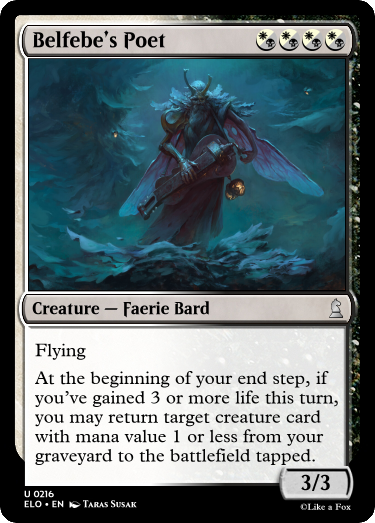 Belfebe's Poet
Creature — Faerie Bard
Flying
At the beginning of your end step, if
you've gained 3 or more life this turn,
you may return target creature card
with mana value 1 or less from your
graveyard to the battlefield tapped.
3/3
U 0216
ELO • EN Taras Susak
©Like a Fox